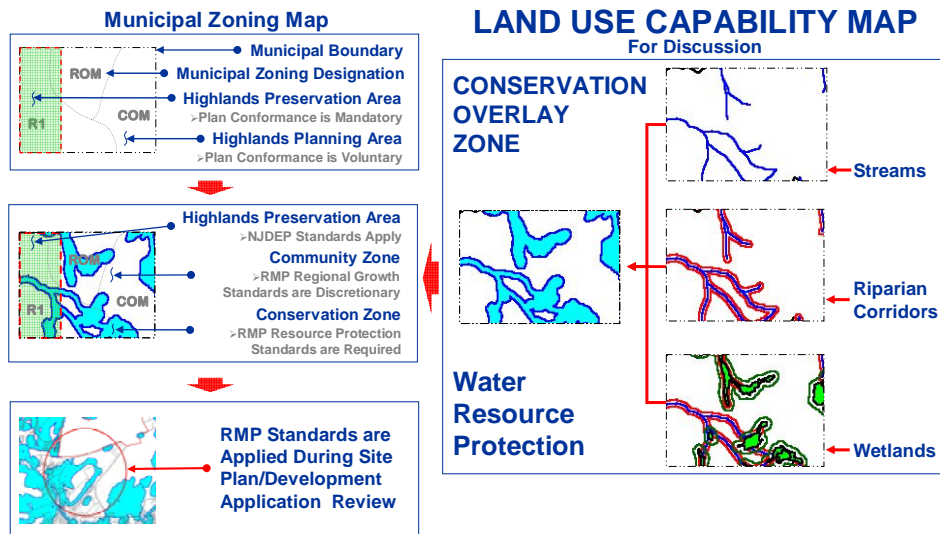 Municipal Zoning Map
Municipal Boundary
ROM
Municipal Zoning Designation
Highlands Preservation Area
➢Plan Conformance is Mandatory
R1
COM
Highlands Planning Area
➢Plan Conformance is Voluntary
Highlands Preservation Area
➢NJDEP Standards Apply
ROM
Community Zone
➢RMP Regional Growth
Standards are Discretionary
COM
R1
Conservation Zone
➢RMP Resource Protection
Standards are Required
RMP Standards are
Applied During Site
Plan/Development
Application Review
LAND USE CAPABILITY MAP
For Discussion
CONSERVATION
OVERLAY
ZONE
Streams
Riparian
Corridors
Water
Resource
Protection
Wetlands